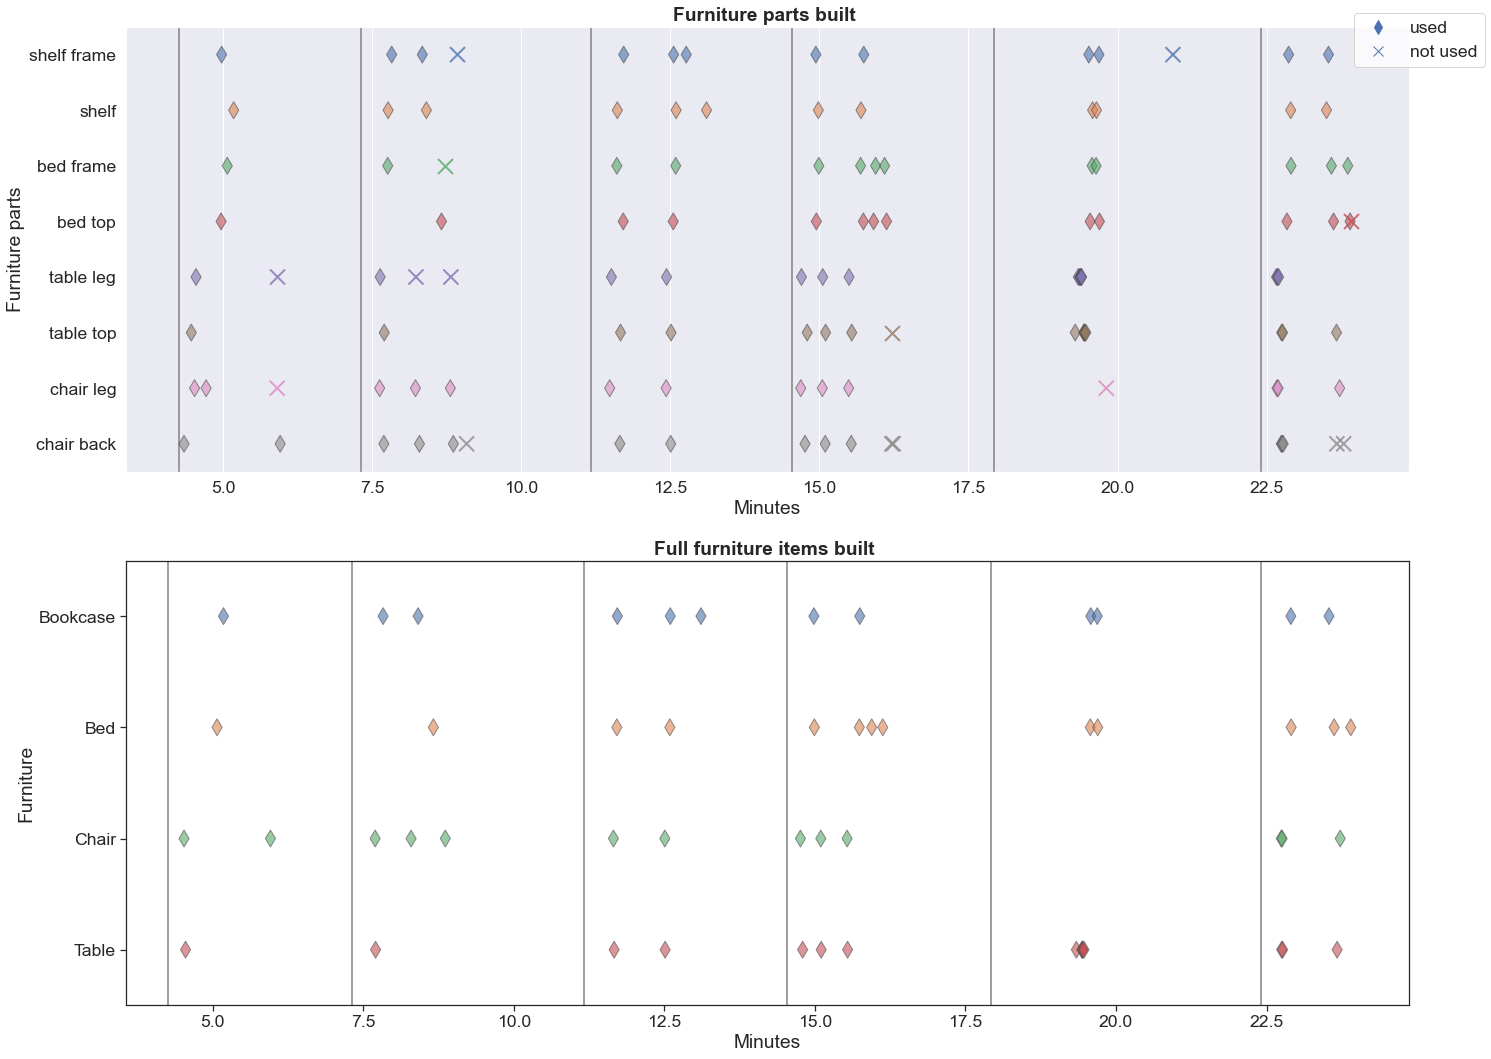 Furniture parts built
used
not used
shelf frame
shelf
bed frame
bed top
table leg
table top
chair leg
chair back
Furniture parts
5.0 7.5 10.0 12.5 15.0 17.5 20.0 22.5
Minutes
Full furniture items built
Bookcase
Bed
Chair
Table
Furniture
5.0 7.5 10.0 12.5 15.0 17.5 20.0 22.5
Minutes